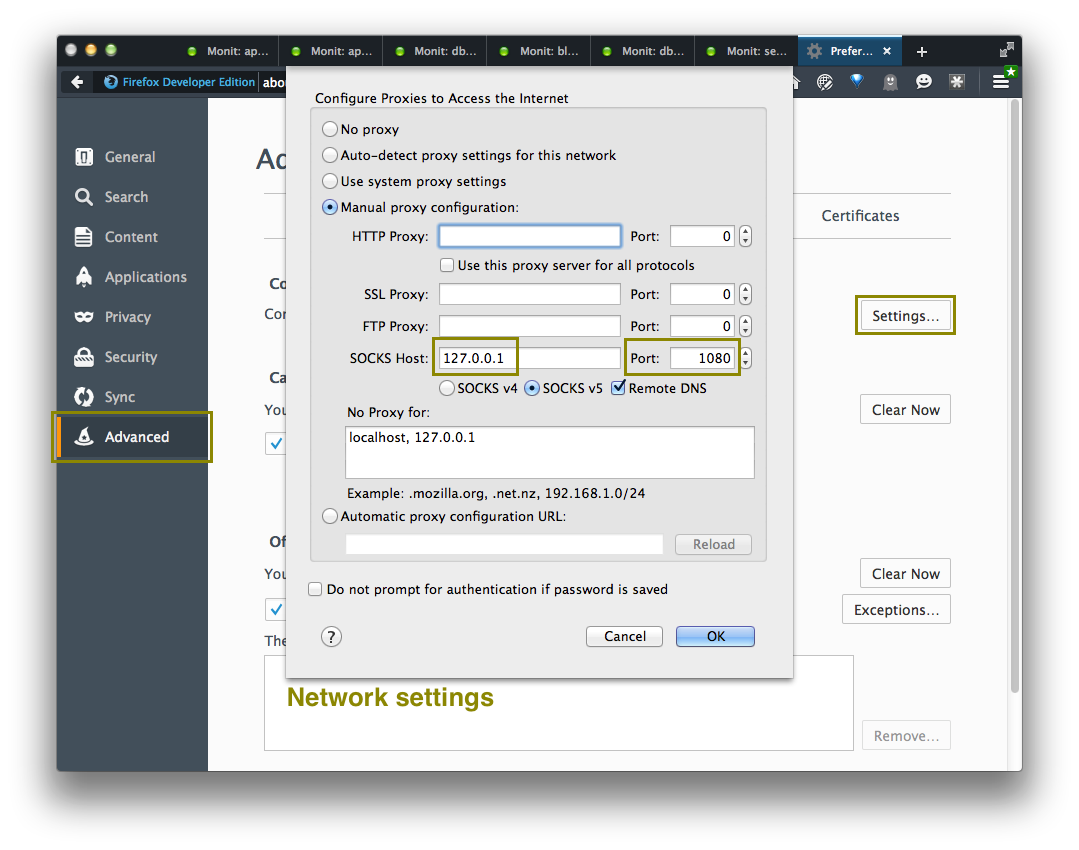 Monit: ap...
Monit: ap...
Monit: db...
Monit: bl...
Monit: db...
Monit: se...
Prefer...
Firefox Developer Edition
abou
Configure Proxies to Access the Internet
General
Search
Content
Applications
Privacy
Security
Sync
Advanced
Ad
Certificates
No proxy
Auto-detect proxy settings for this network
Use system proxy settings
Manual proxy configuration:
HTTP Proxy: Port: 0
Use this proxy server for all protocols
Co
SSL Proxy: Port: 0
Cor
Settings...
FTP Proxy: Port: 0
SOCKS Host: 127.0.0.1 Port: 1080
Ca
SOCKS v4 SOCKS v5 Remote DNS
You
Clear Now
No Proxy for:
localhost, 127.0.0.1
Example: .mozilla.org, .net.nz, 192.168.1.0/24
Automatic proxy configuration URL:
Of
Reload
You
Clear Now
Do not prompt for authentication if password is saved
Exceptions...
The
? Cancel OK
Network settings
Remove...